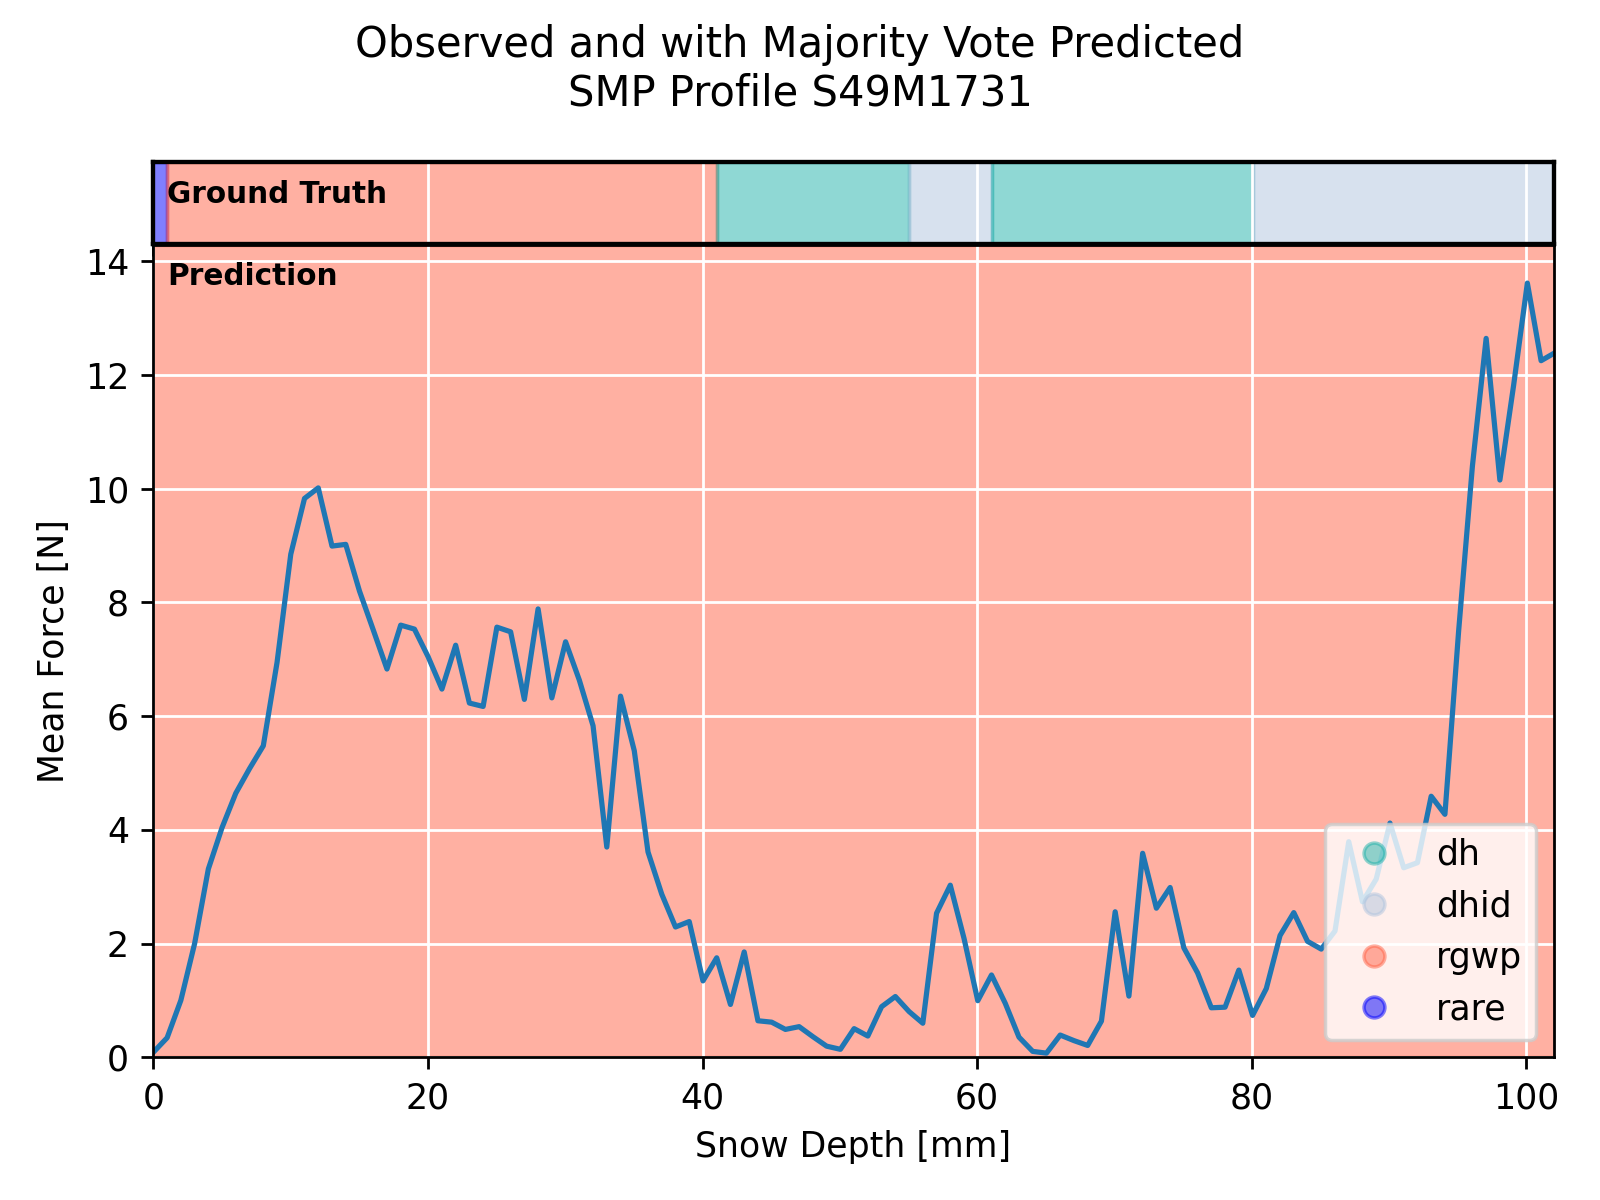 Observed and with Majority Vote Predicted
SMP Profile S49M1731
Ground Truth
Prediction
14
12
10
8
6
4
2
0
Mean Force [N]
dh
dhid
rgwp
rare
0 20 40 60 80 100
Snow Depth [mm]